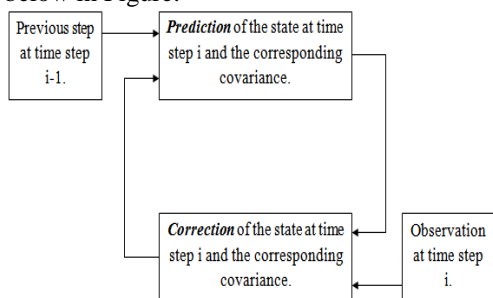 below in Figure.
Previous step
at time step
i-1.
Prediction of the state at time
step i and the corresponding
covariance.
Correction of the state at time
step i and the corresponding
covariance.
Observation
at time step
i.